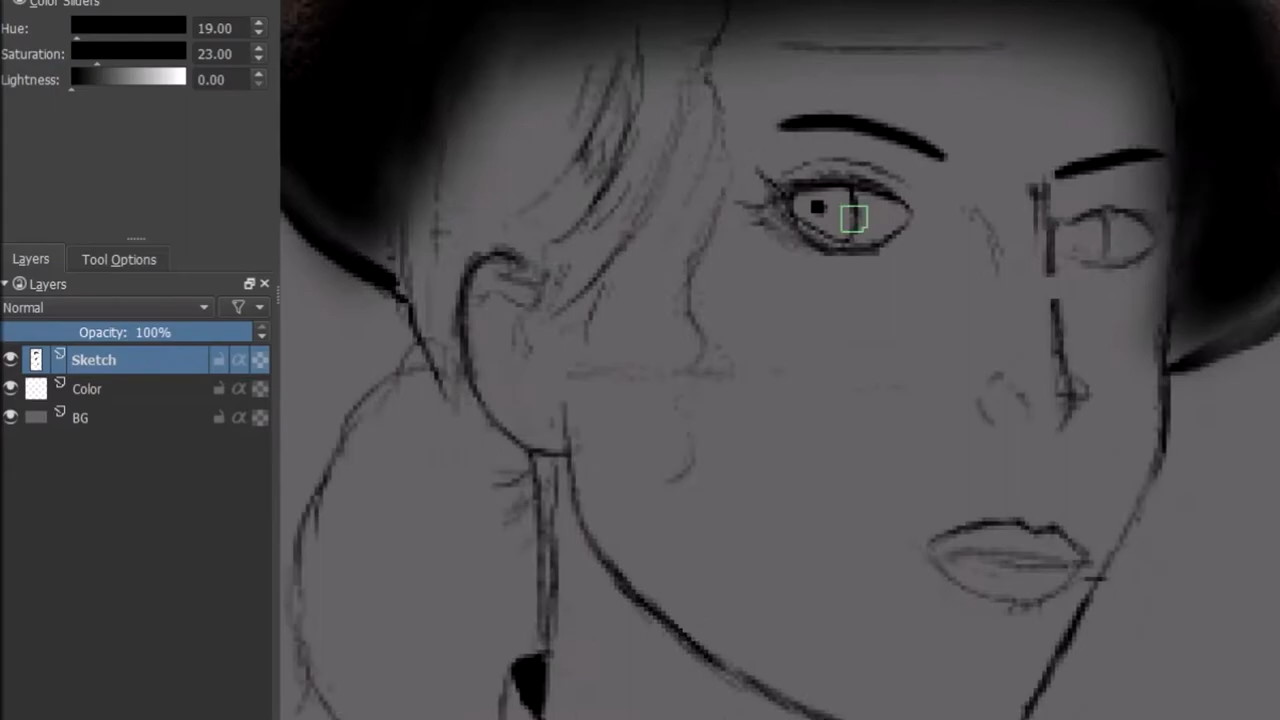 Color Sliders
Hue: 19.00
Saturation: 23.00
Lightness: 0.00
Layers Tool Options
Layers
Normal
Opacity: 100%
Sketch
Color
BG